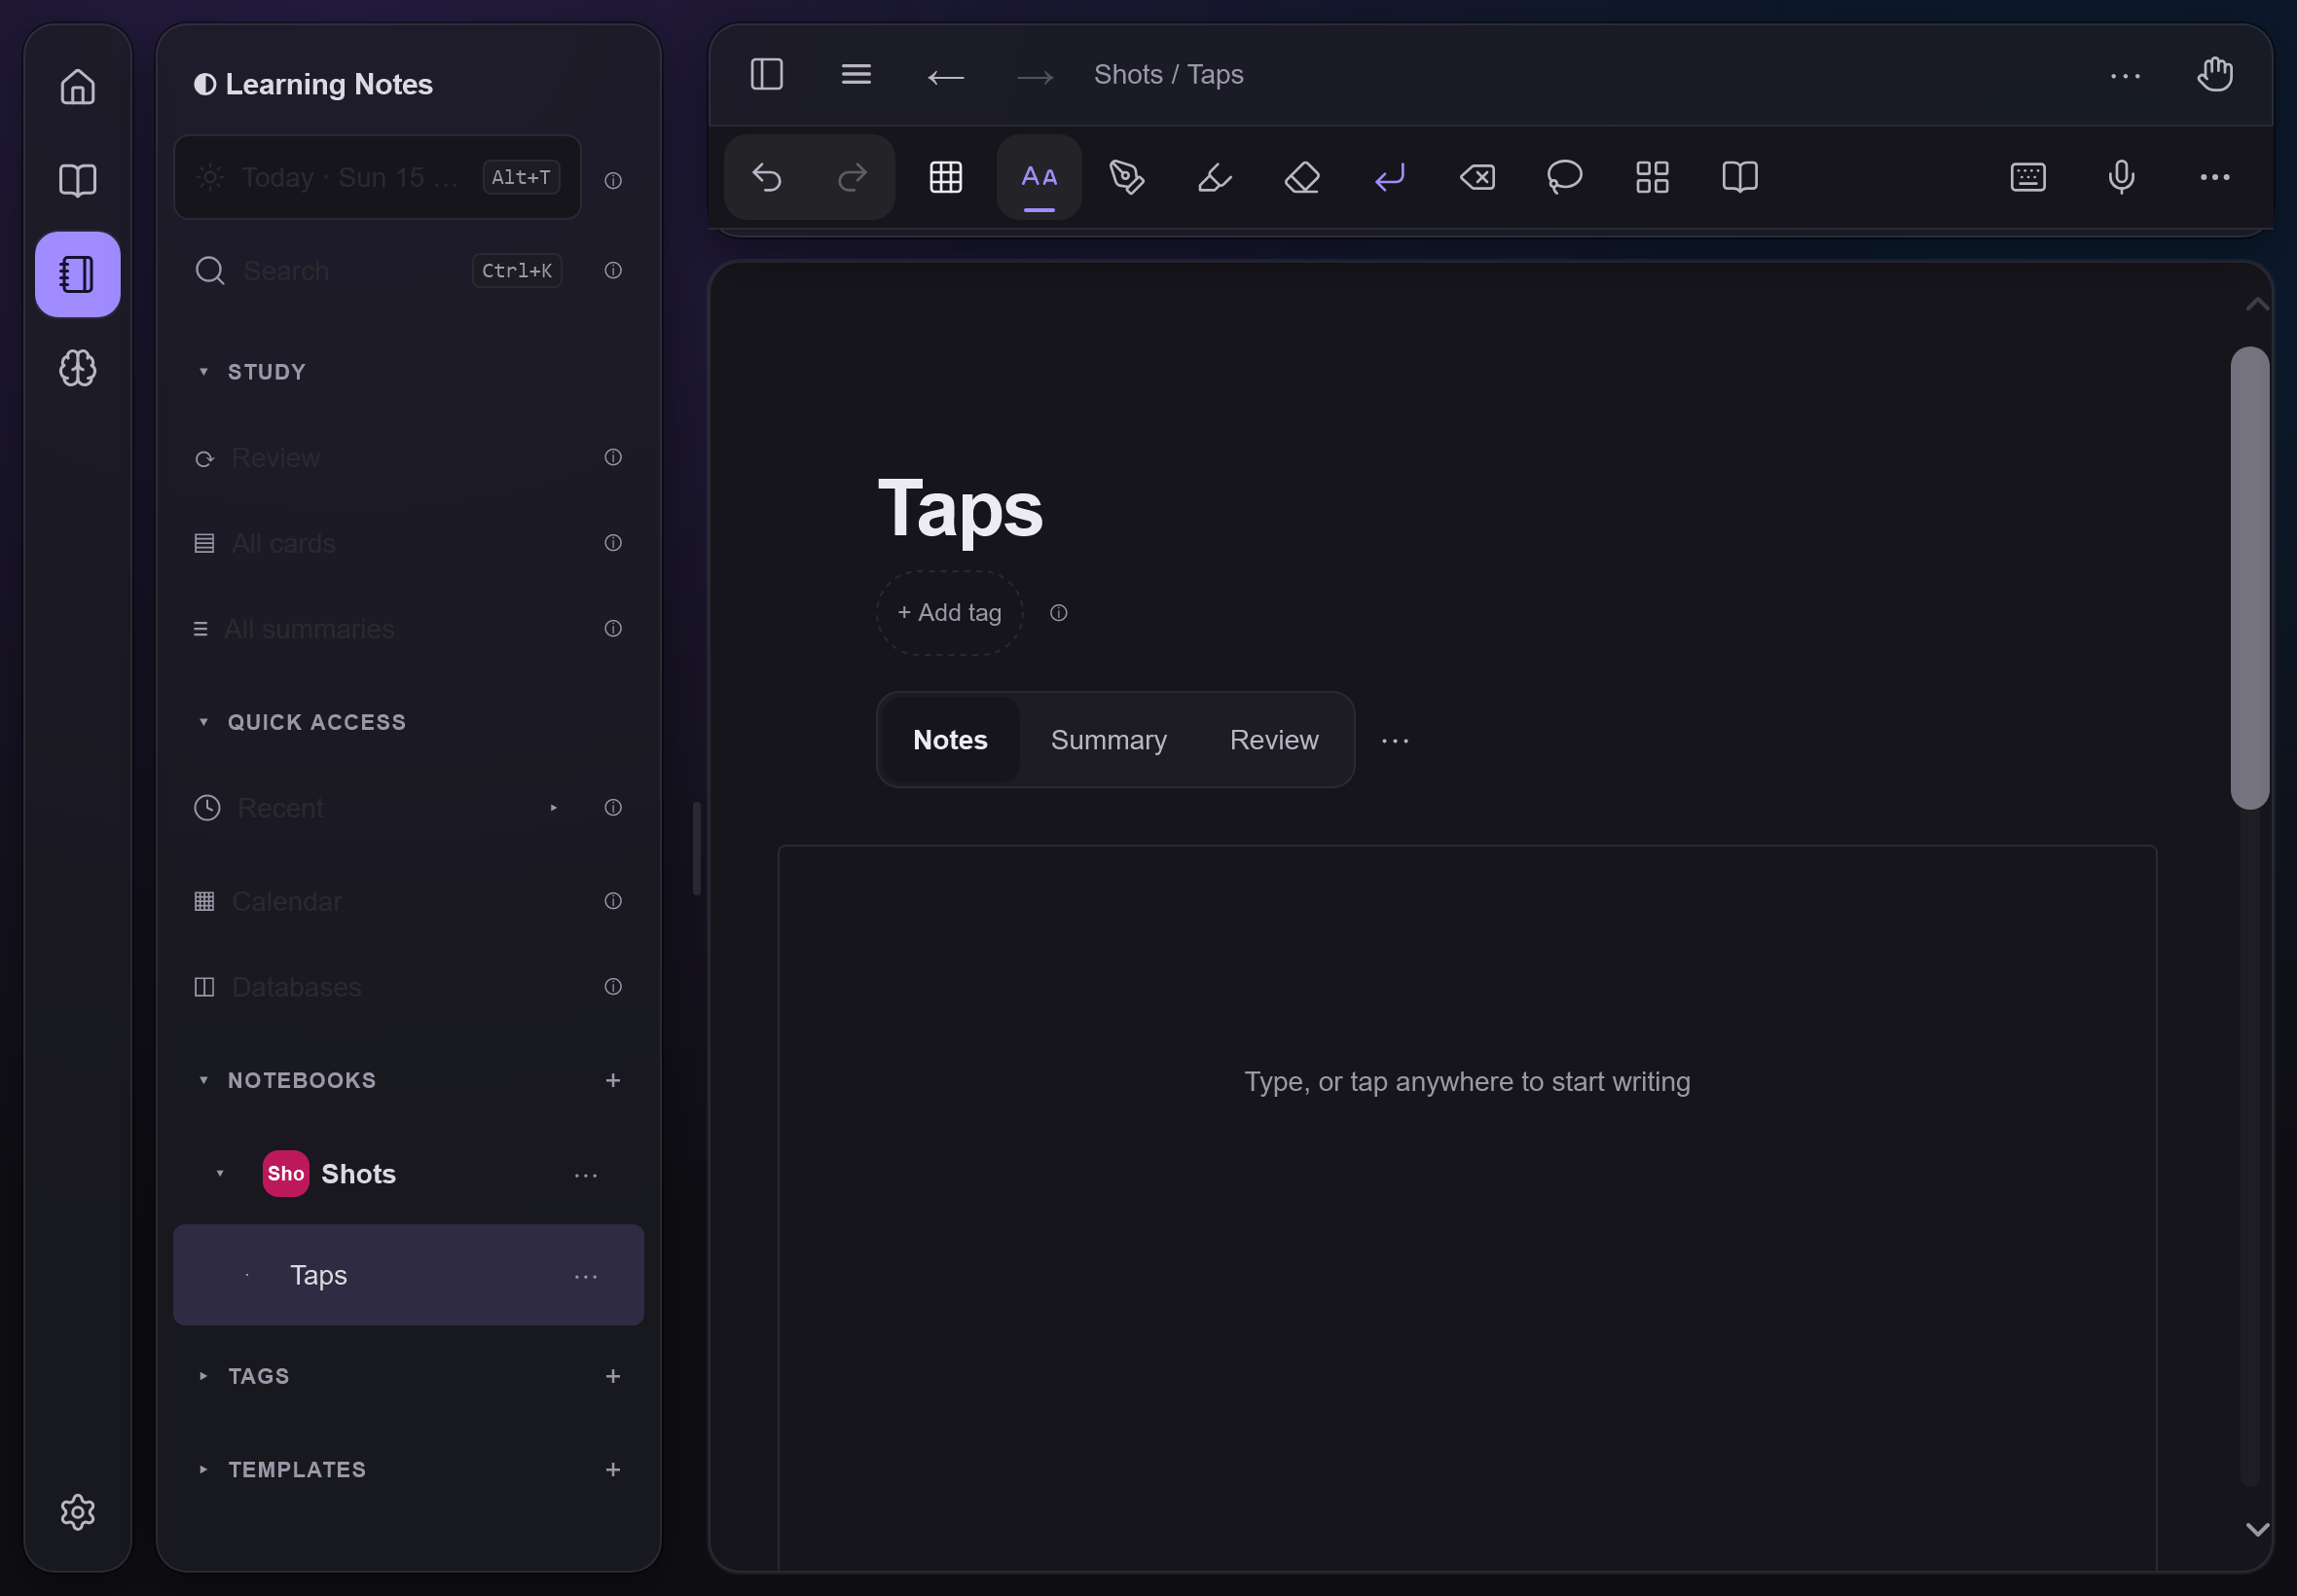 Learning Notes
Today · Sun 15 ... Alt+T
Search Ctrl+K
STUDY
Review
All cards
All summaries
QUICK ACCESS
Recent
Calendar
Databases
NOTEBOOKS
Sho Shots
Taps
TAGS
TEMPLATES
Shots / Taps
AA
Taps
+ Add tag
Notes Summary Review
Type, or tap anywhere to start writing